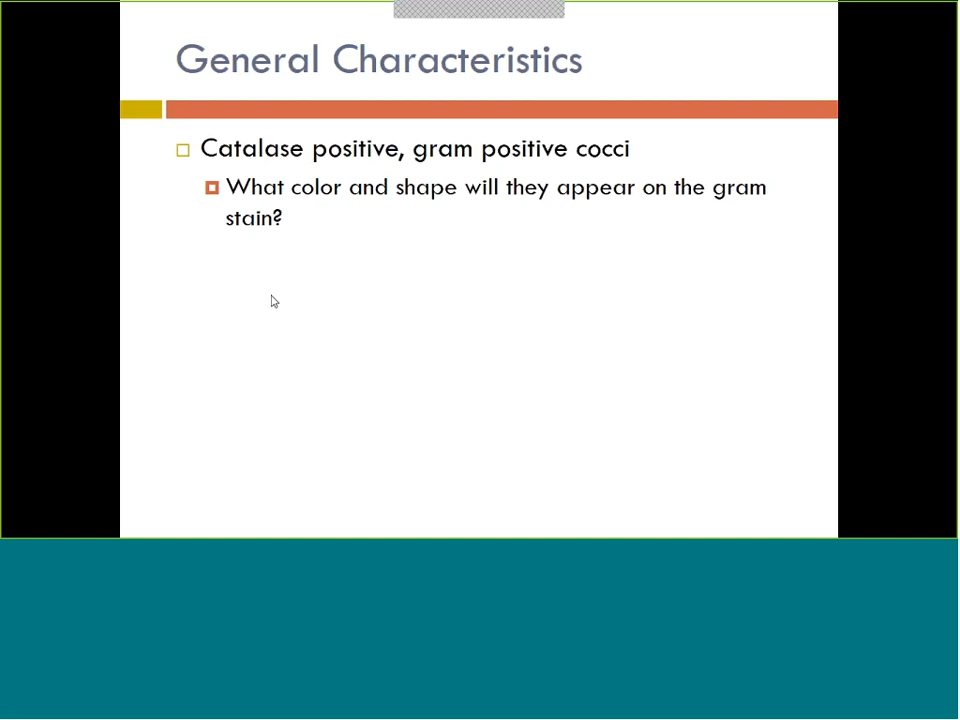 General Characteristics
Catalase positive, gram positive cocci
What color and shape will they appear on the gram
stain?